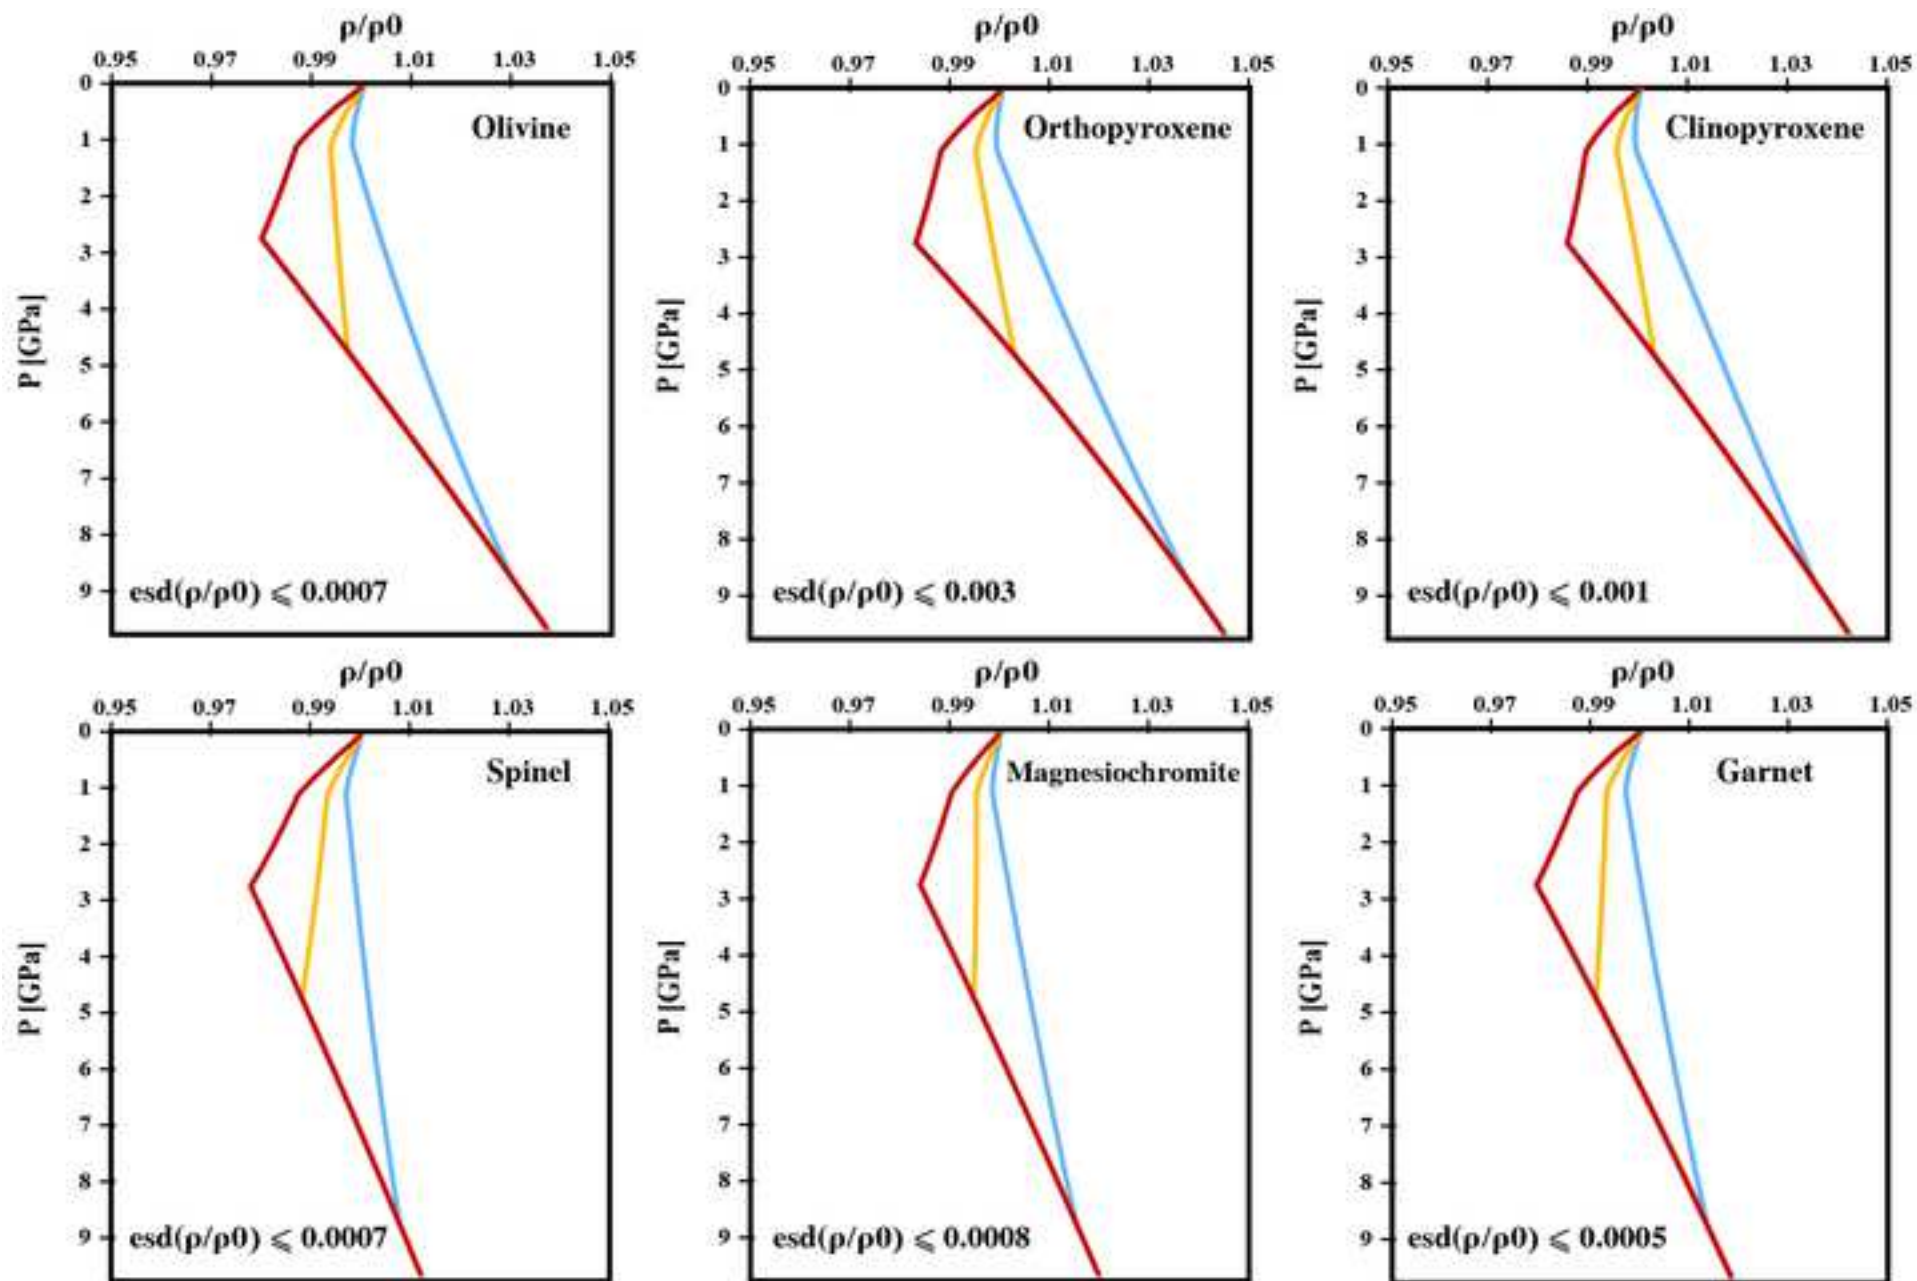 ρ/ρ0
0.95 0.97 0.99 1.01 1.03 1.05
Olivine
P [GPa]
0
1
2
3
4
5
6
7
8
9
esd(ρ/ρ0) ⩽ 0.0007
ρ/ρ0
0.95 0.97 0.99 1.01 1.03 1.05
Orthopyroxene
P [GPa]
0
1
2
3
4
5
6
7
8
9
esd(ρ/ρ0) ⩽ 0.003
ρ/ρ0
0.95 0.97 0.99 1.01 1.03 1.05
Clinopyroxene
P [GPa]
0
1
2
3
4
5
6
7
8
9
esd(ρ/ρ0) ⩽ 0.001
ρ/ρ0
0.95 0.97 0.99 1.01 1.03 1.05
Spinel
P [GPa]
0
1
2
3
4
5
6
7
8
9
esd(ρ/ρ0) ⩽ 0.0007
ρ/ρ0
0.95 0.97 0.99 1.01 1.03 1.05
Magnesiochromite
P [GPa]
0
1
2
3
4
5
6
7
8
9
esd(ρ/ρ0) ⩽ 0.0008
ρ/ρ0
0.95 0.97 0.99 1.01 1.03 1.05
Garnet
P [GPa]
0
1
2
3
4
5
6
7
8
9
esd(ρ/ρ0) ⩽ 0.0005